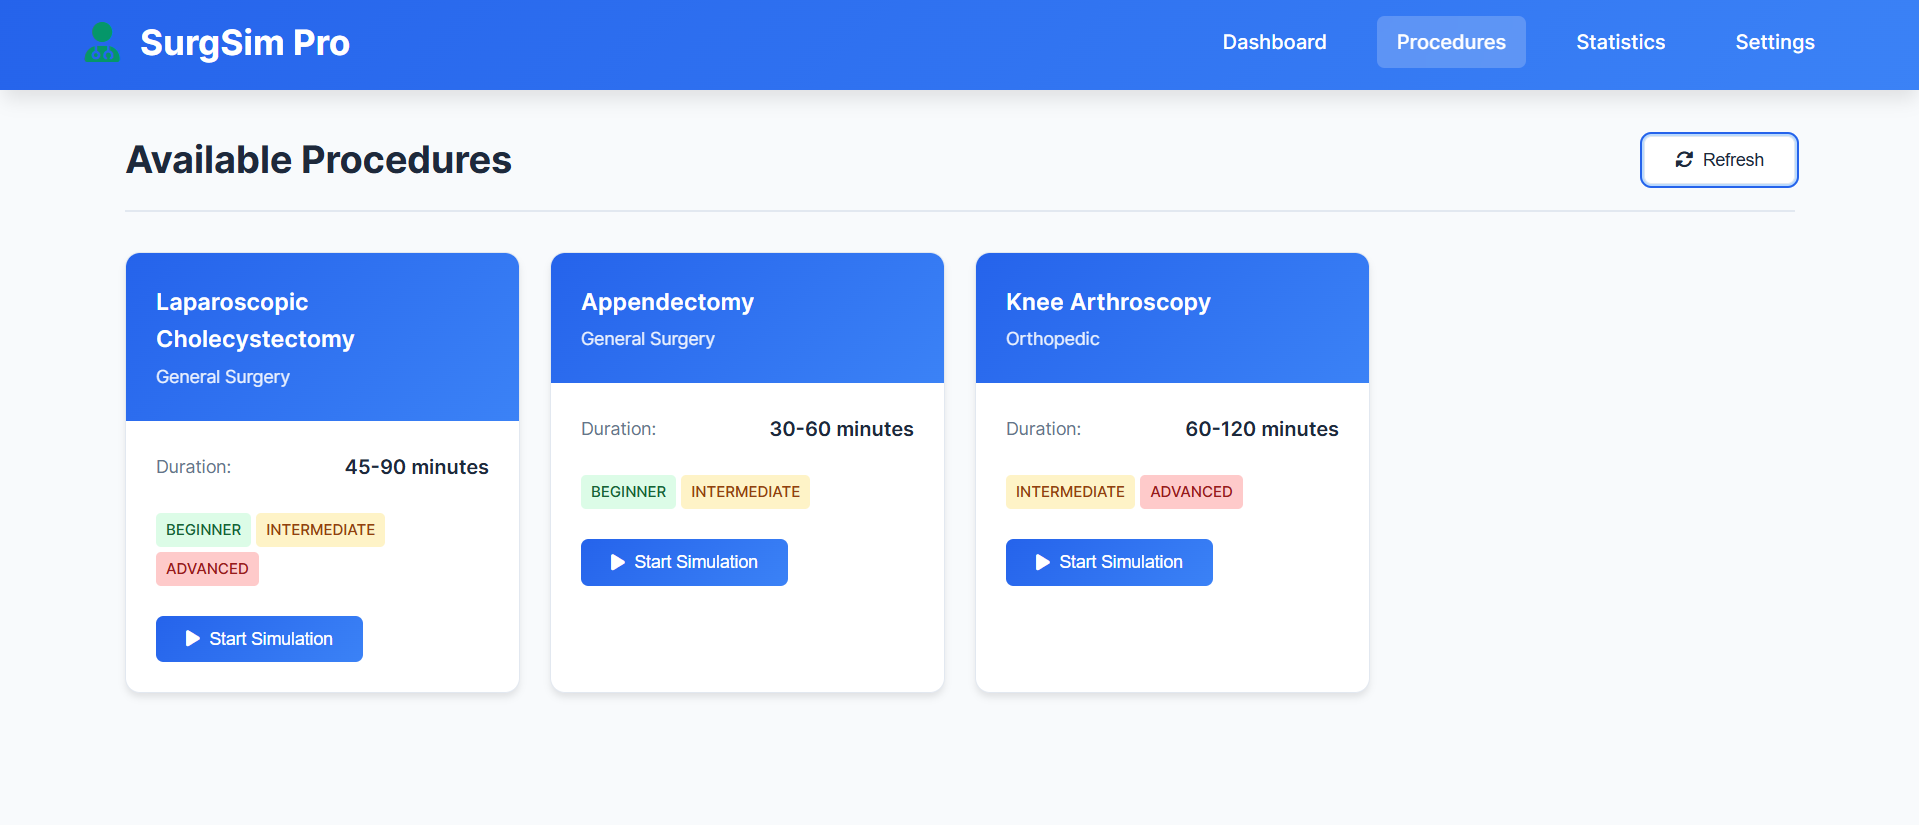 SurgSim Pro
Dashboard
Procedures
Statistics
Settings
Available Procedures
Refresh
Laparoscopic
Cholecystectomy
General Surgery
Duration: 45-90 minutes
BEGINNER INTERMEDIATE
ADVANCED
Start Simulation
Appendectomy
General Surgery
Duration: 30-60 minutes
BEGINNER INTERMEDIATE
Start Simulation
Knee Arthroscopy
Orthopedic
Duration: 60-120 minutes
INTERMEDIATE ADVANCED
Start Simulation